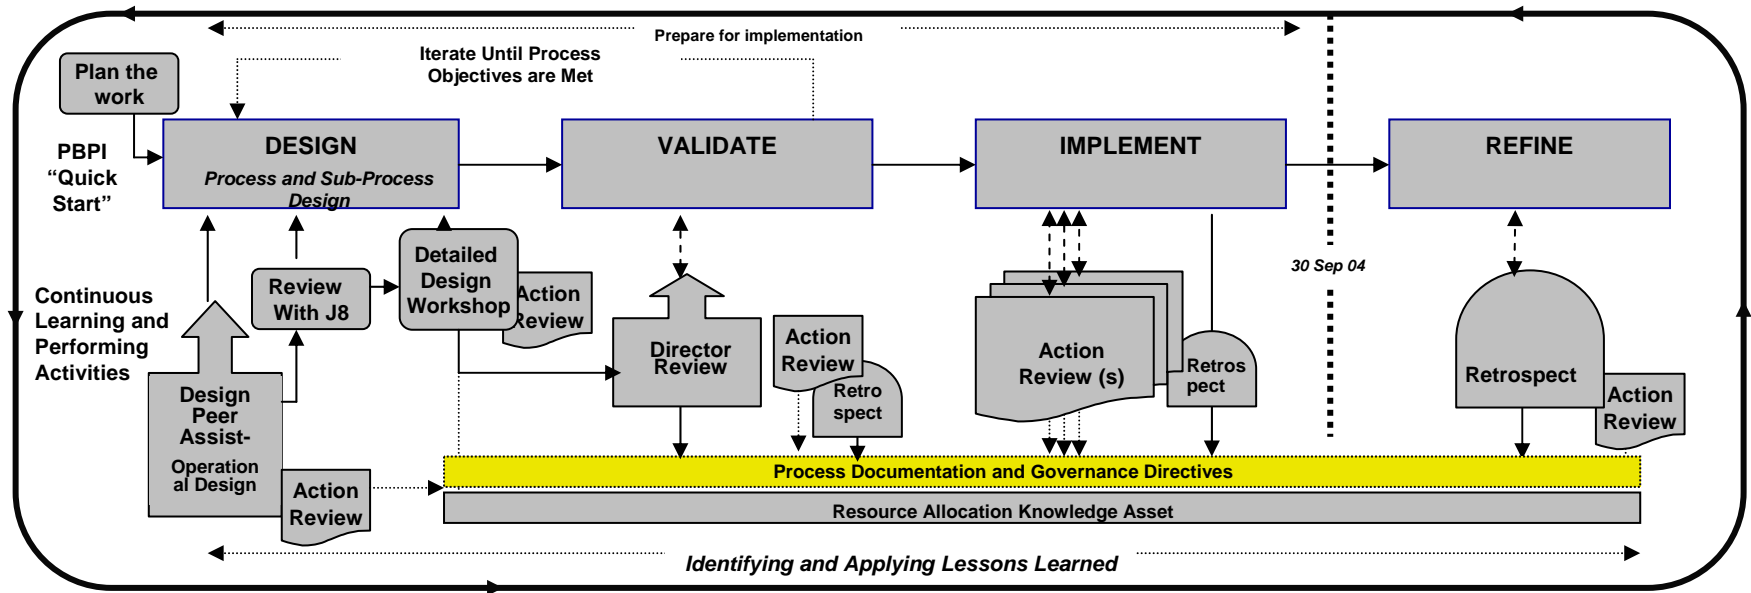 Prepare for implementation
Iterate Until Process
Objectives are Met
Plan the
work
PBPI
“Quick
Start”
DESIGN
Process and Sub-Process
Design
VALIDATE
IMPLEMENT
REFINE
30 Sep 04
Continuous
Learning and
Performing
Activities
Review
With J8
Detailed
Design
Workshop
Action
Review
Design
Peer
Assist-
Operation
al Design
Action
Review
Director
Review
Action
Review
Retro
spect
Action
Review (s)
Retros
pect
Retrospect
Action
Review
Process Documentation and Governance Directives
Resource Allocation Knowledge Asset
Identifying and Applying Lessons Learned